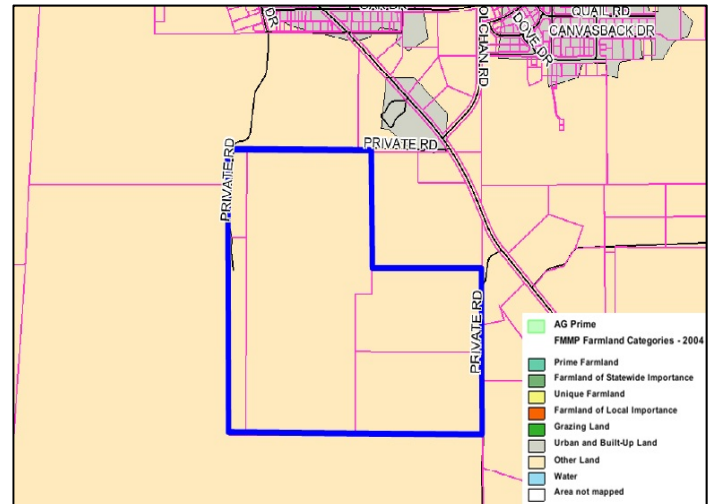 DR
OLCHAN RD
DOVE DR
QUAIL RD
CANVASBACK DR
PRIVATE RD
PRIVATE RD
PRIVATE RD
AG Prime
FMMP Farmland Categories - 2004
Prime Farmland
Farmland of Statewide Importance
Unique Farmland
Farmland of Local Importance
Grazing Land
Urban and Built-Up Land
Other Land
Water
Area not mapped